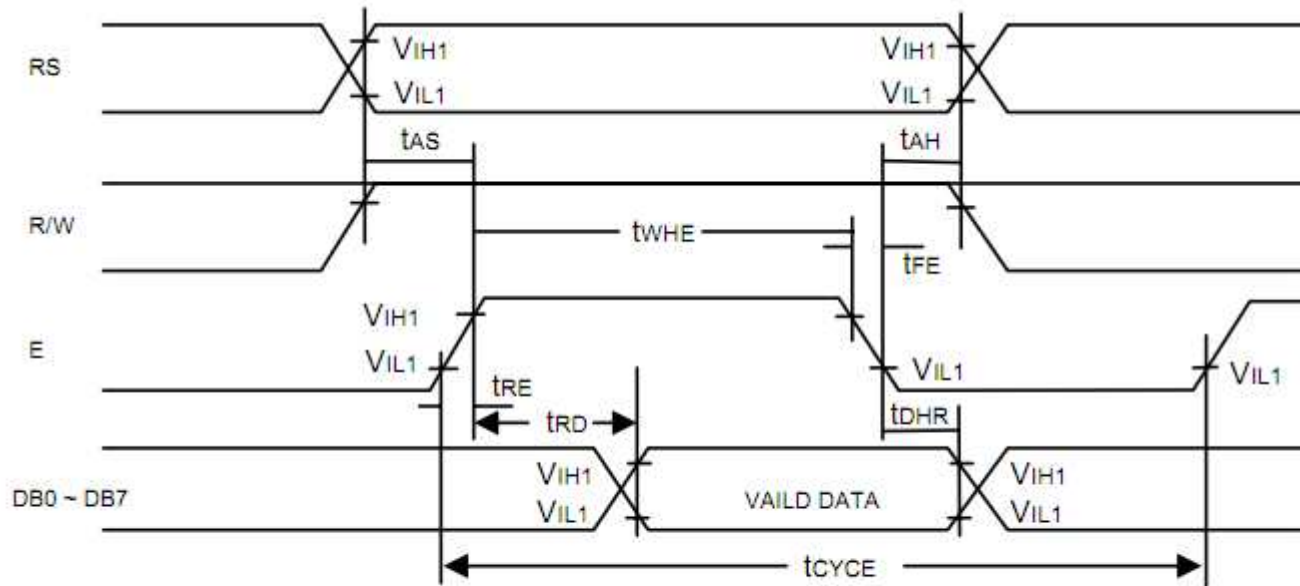 RS
VIH1
VIH1
VIL1
VIL1
tAS
tAH
R/W
tWHE
tFE
E
VIH1
VIL1
VIL1
VIL1
tRE
tRD
tDHR
DB0 ~ DB7
VIH1
VIL1
VAILD DATA
VIH1
VIL1
tCYCE